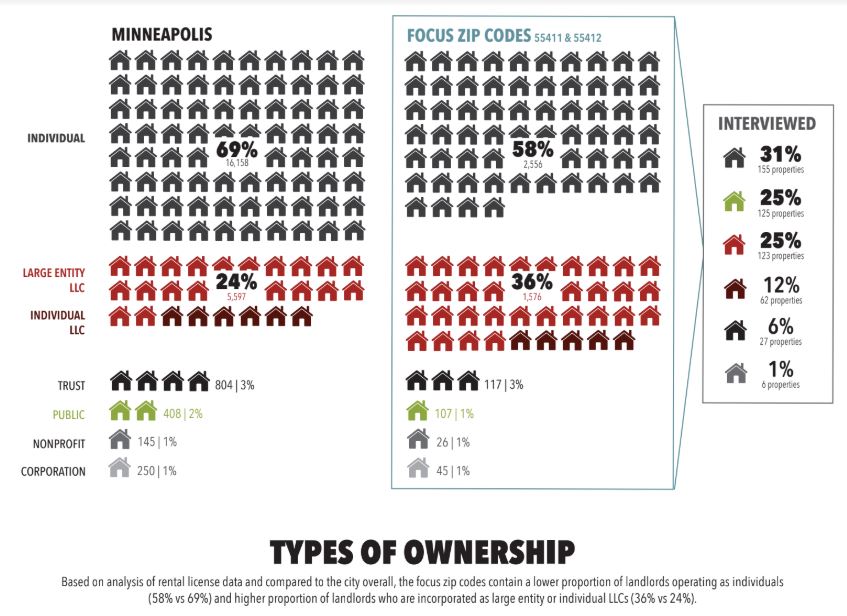 MINNEAPOLIS
INDIVIDUAL
69%
16,158
LARGE ENTITY
LLC
24%
5,597
INDIVIDUAL
LLC
TRUST
804 | 3%
PUBLIC
408 | 2%
NONPROFIT
145 | 1%
CORPORATION
250 | 1%
FOCUS ZIP CODES 55411 & 55412
58%
2,556
36%
1,576
117 | 3%
107 | 1%
26 | 1%
45 | 1%
INTERVIEWED
31%
155 properties
25%
125 properties
25%
123 properties
12%
62 properties
6%
27 properties
1%
6 properties
TYPES OF OWNERSHIP
Based on analysis of rental license data and compared to the city overall, the focus zip codes contain a lower proportion of landlords operating as individuals
(58% vs 69%) and higher proportion of landlords who are incorporated as large entity or individual LLCs (36% vs 24%).